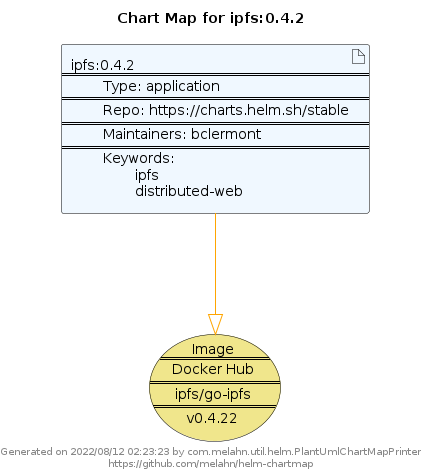 Chart Map for ipfs:0.4.2
ipfs:0.4.2
Type: application
Repo: https://charts.helm.sh/stable
Maintainers: bclermont
Keywords:
ipfs
distributed-web
Image
Docker Hub
ipfs/go-ipfs
v0.4.22
Generated on 2022/08/12 02:23:23 by com.melahn.util.helm.PlantUmlChartMapPrinter
https://github.com/melahn/helm-chartmap